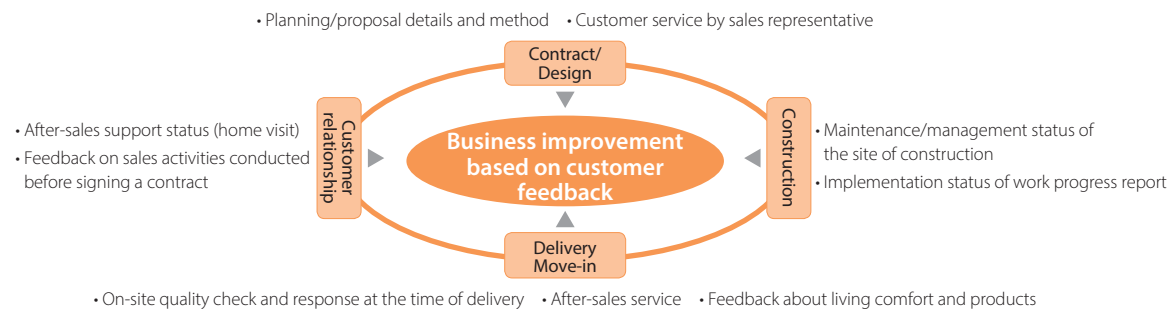 • Planning/proposal details and method • Customer service by sales representative
Contract/
Design
Customer
relationship
• After-sales support status (home visit)
• Feedback on sales activities conducted
before signing a contract
Business improvement
based on customer
feedback
Construction
• Maintenance/management status of
the site of construction
• Implementation status of work progress report
Delivery
Move-in
• On-site quality check and response at the time of delivery • After-sales service • Feedback about living comfort and products